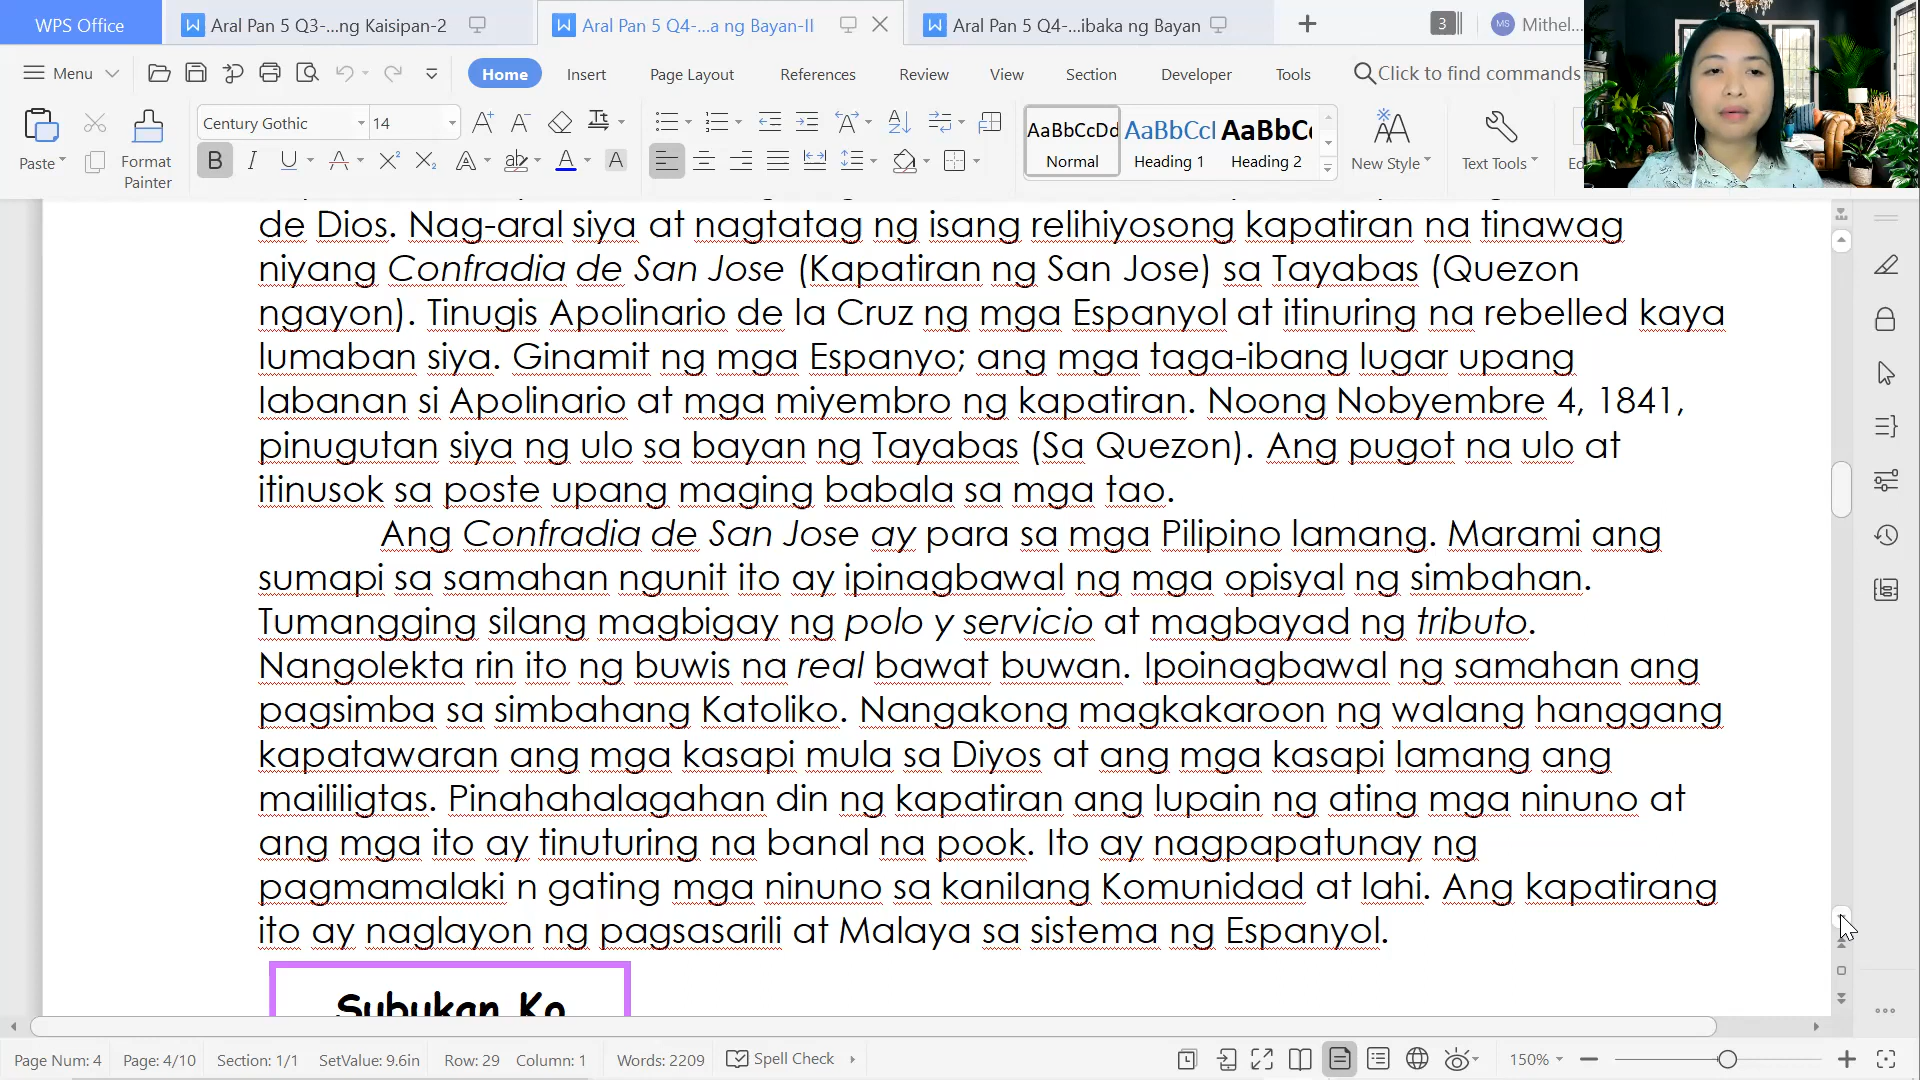 WPS Office
Aral Pan 5 Q3-...ng Kaisipan-2
Aral Pan 5 Q4-...a ng Bayan-II
Aral Pan 5 Q4-...ibaka ng Bayan
3
MS
Mithel...
Menu
Home
Insert
Page Layout
References
Review
View
Section
Developer
Tools
Click to find commands
Paste
Format
Painter
Century Gothic
14
AaBbCcDd
Normal
AaBbCcl
Heading 1
AaBbC
Heading 2
New Style
Text Tools
de Dios. Nag-aral siya at nagtatag ng isang relihiyosong kapatiran na tinawag
niyang Confradia de San Jose (Kapatiran ng San Jose) sa Tayabas (Quezon
ngayon). Tinugis Apolinario de la Cruz ng mga Espanyol at itinuring na rebelled kaya
lumaban siya. Ginamit ng mga Espanyo; ang mga taga-ibang lugar upang
labanan si Apolinario at mga miyembro ng kapatiran. Noong Nobyembre 4, 1841,
pinugutan siya ng ulo sa bayan ng Tayabas (Sa Quezon). Ang pugot na ulo at
itinusok sa poste upang maging babala sa mga tao.
Ang Confradia de San Jose ay para sa mga Pilipino lamang. Marami ang
sumapi sa samahan ngunit ito ay ipinagbawal ng mga opisyal ng simbahan.
Tumangging silang magbigay ng polo y servicio at magbayad ng tributo.
Nangolekta rin ito ng buwis na real bawat buwan. Ipoinagbawal ng samahan ang
pagsimba sa simbahang Katoliko. Nangakong magkakaroon ng walang hanggang
kapatawaran ang mga kasapi mula sa Diyos at ang mga kasapi lamang ang
maililigtas. Pinahahalagahan din ng kapatiran ang lupain ng ating mga ninuno at
ang mga ito ay tinuturing na banal na pook. Ito ay nagpapatunay ng
pagmamalaki n gating mga ninuno sa kanilang Komunidad at lahi. Ang kapatirang
ito ay naglayon ng pagsasarili at Malaya sa sistema ng Espanyol.
Subukan Ko
Page Num: 4
Page: 4/10
Section: 1/1
SetValue: 9.6in
Row: 29
Column: 1
Words: 2209
Spell Check
150%